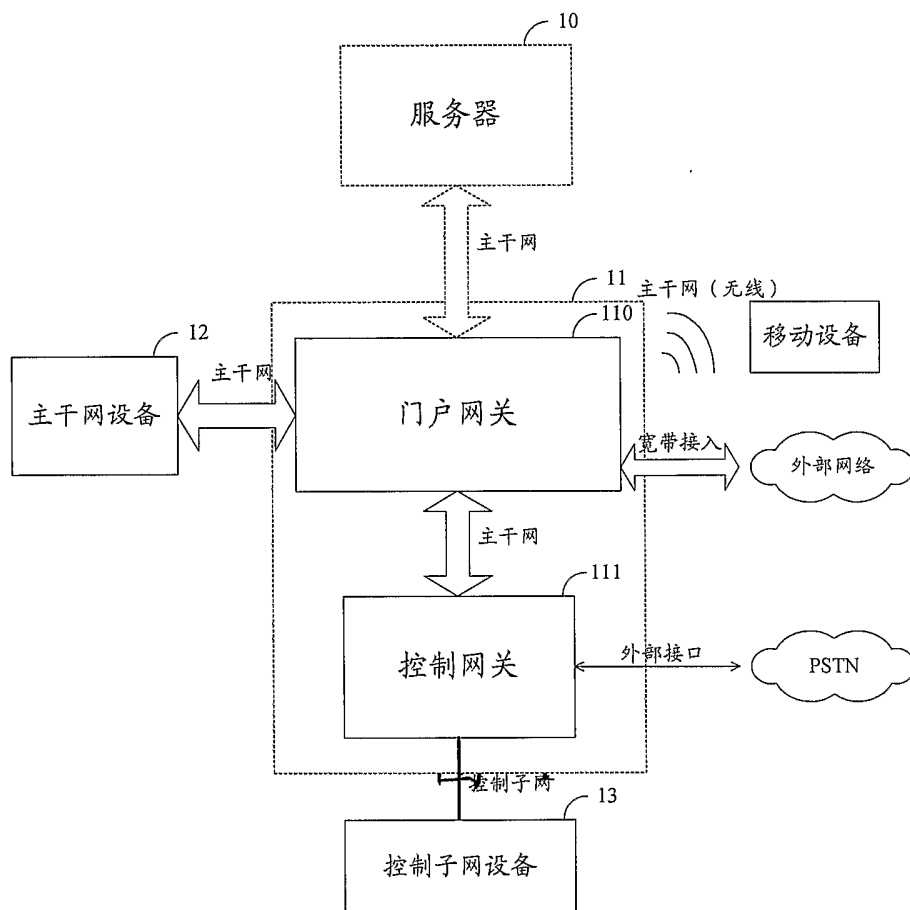 10
服务器
主干网
11
主干网（无线）
110
移动设备
12
主干网
主干网设备
门户网关
宽带接入
外部网络
主干网
111
控制网关
外部接口
PSTN
控制子网
13
控制子网设备